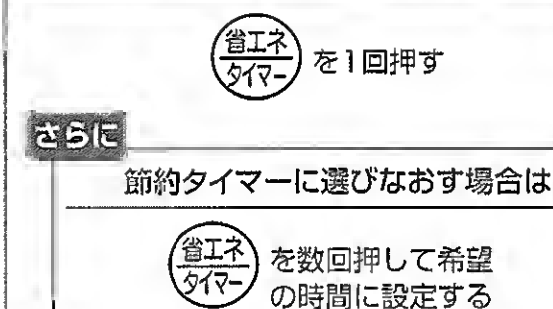 省エネ
タイマー を1回押す
さらに
節約タイマーに選びなおす場合は
省エネ
タイマー を数回押して希望
の時間に設定する